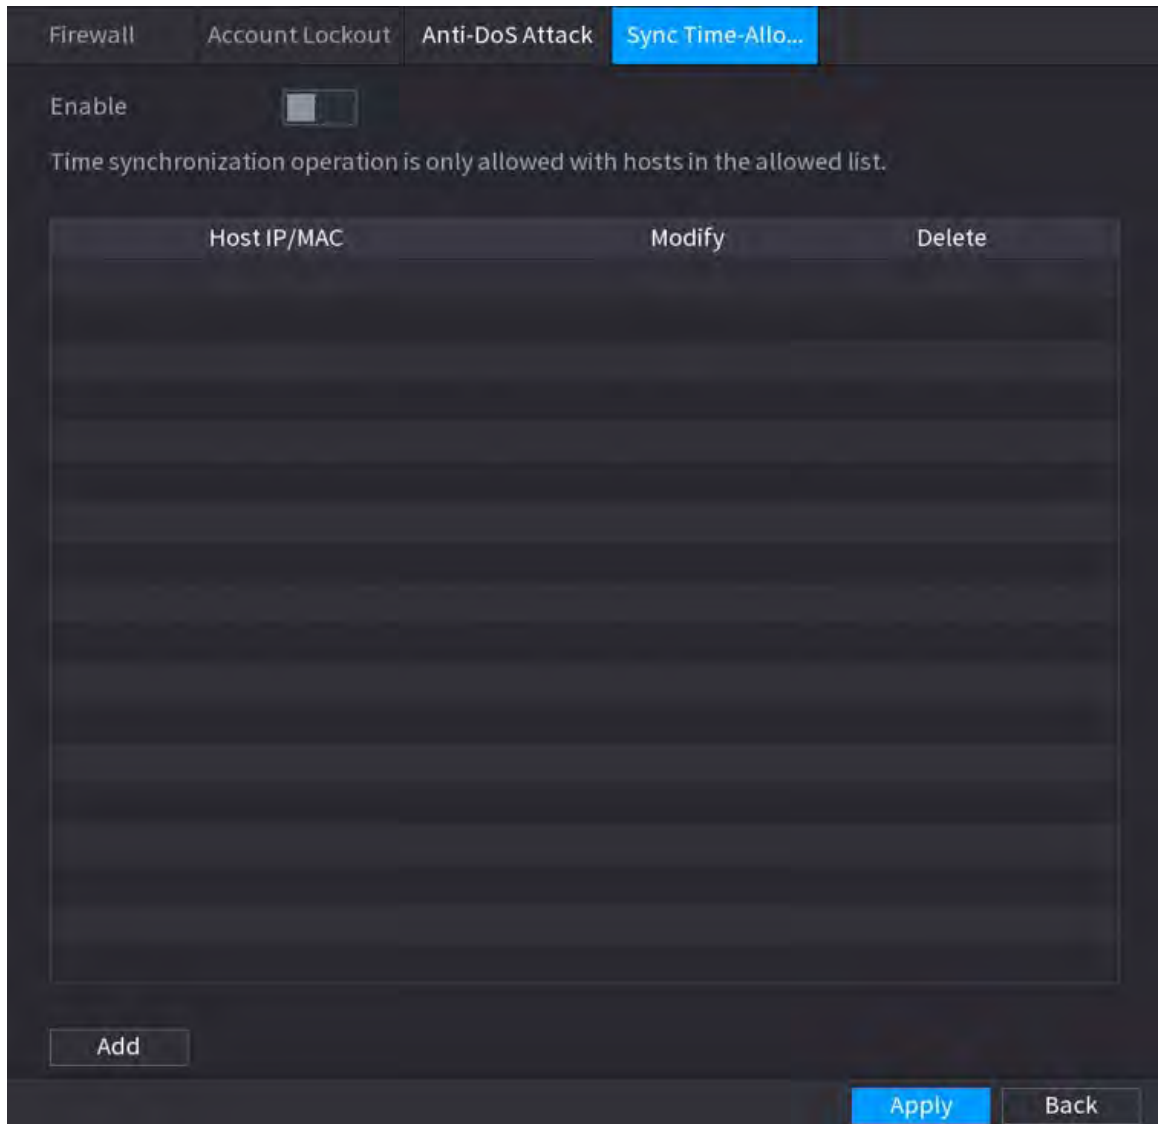 Firewall Account Lockout Anti-DoS Attack Sync Time-Allo...
Enable
Time synchronization operation is only allowed with hosts in the allowed list.
Host IP/MAC Modify Delete
Add
Apply Back